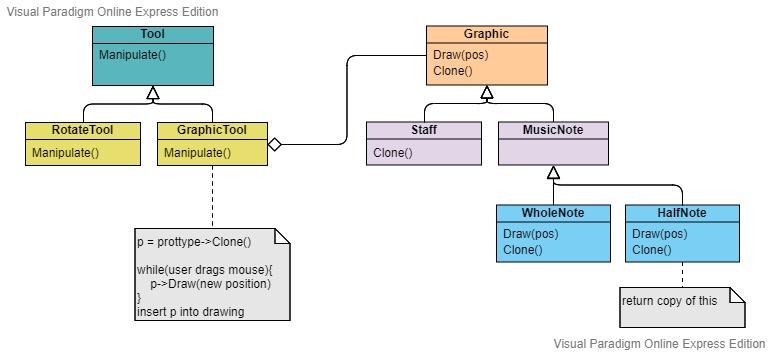 Visual Paradigm Online Express Edition
Tool
Manipulate()
Graphic
Draw(pos)
Clone()
RotateTool
Manipulate()
GraphicTool
Manipulate()
Staff
Clone()
MusicNote
WholeNote
Draw(pos)
Clone()
HalfNote
Draw(pos)
Clone()
p = prottype->Clone()
while(user drags mouse){
p->Draw(new position)
}
insert p into drawing
return copy of this
Visual Paradigm Online Express Edition